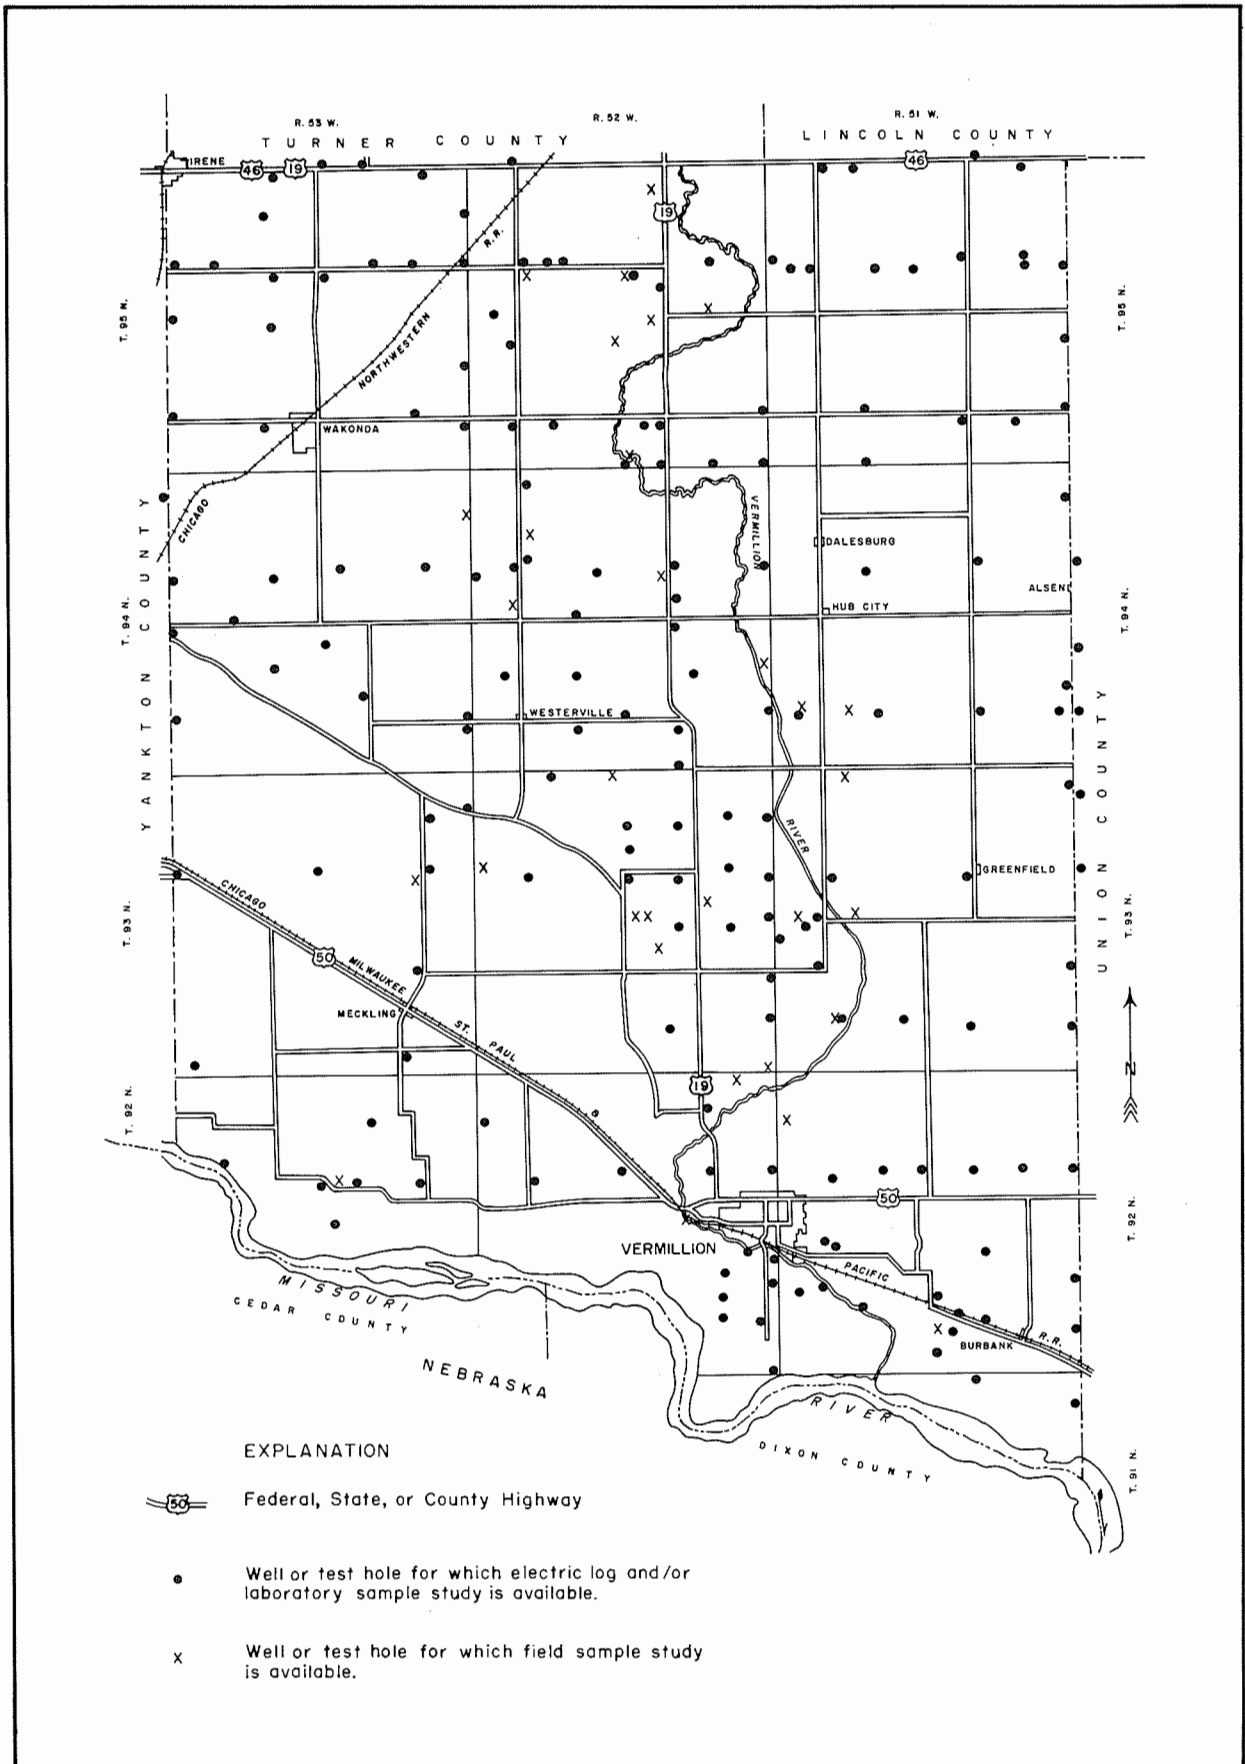 R. 53 W.
R. 52 W.
R. 51 W.
TURNER COUNTY
LINCOLN COUNTY
IRENE
46
19
46
19
R.R.
T. 95 N.
T. 95 N.
NORTHWESTERN
WAKONDA
CHICAGO
VERMILLION
DALESBURG
ALSEN
HUB CITY
T. 94 N.
T. 94 N.
YANKTON COUNTY
WESTERVILLE
UNION COUNTY
RIVER
GREENFIELD
CHICAGO
T. 93 N.
T. 93 N.
50
MILWAUKEE
MECKLING
ST.
PAUL
N
19
&
T. 92 N.
50
T. 92 N.
VERMILLION
PACIFIC
MISSOURI
CEDAR COUNTY
R.R.
BURBANK
NEBRASKA
RIVER
DIXON COUNTY
T. 91 N.
EXPLANATION
50
Federal, State, or County Highway
Well or test hole for which electric log and/or
laboratory sample study is available.
X
Well or test hole for which field sample study
is available.